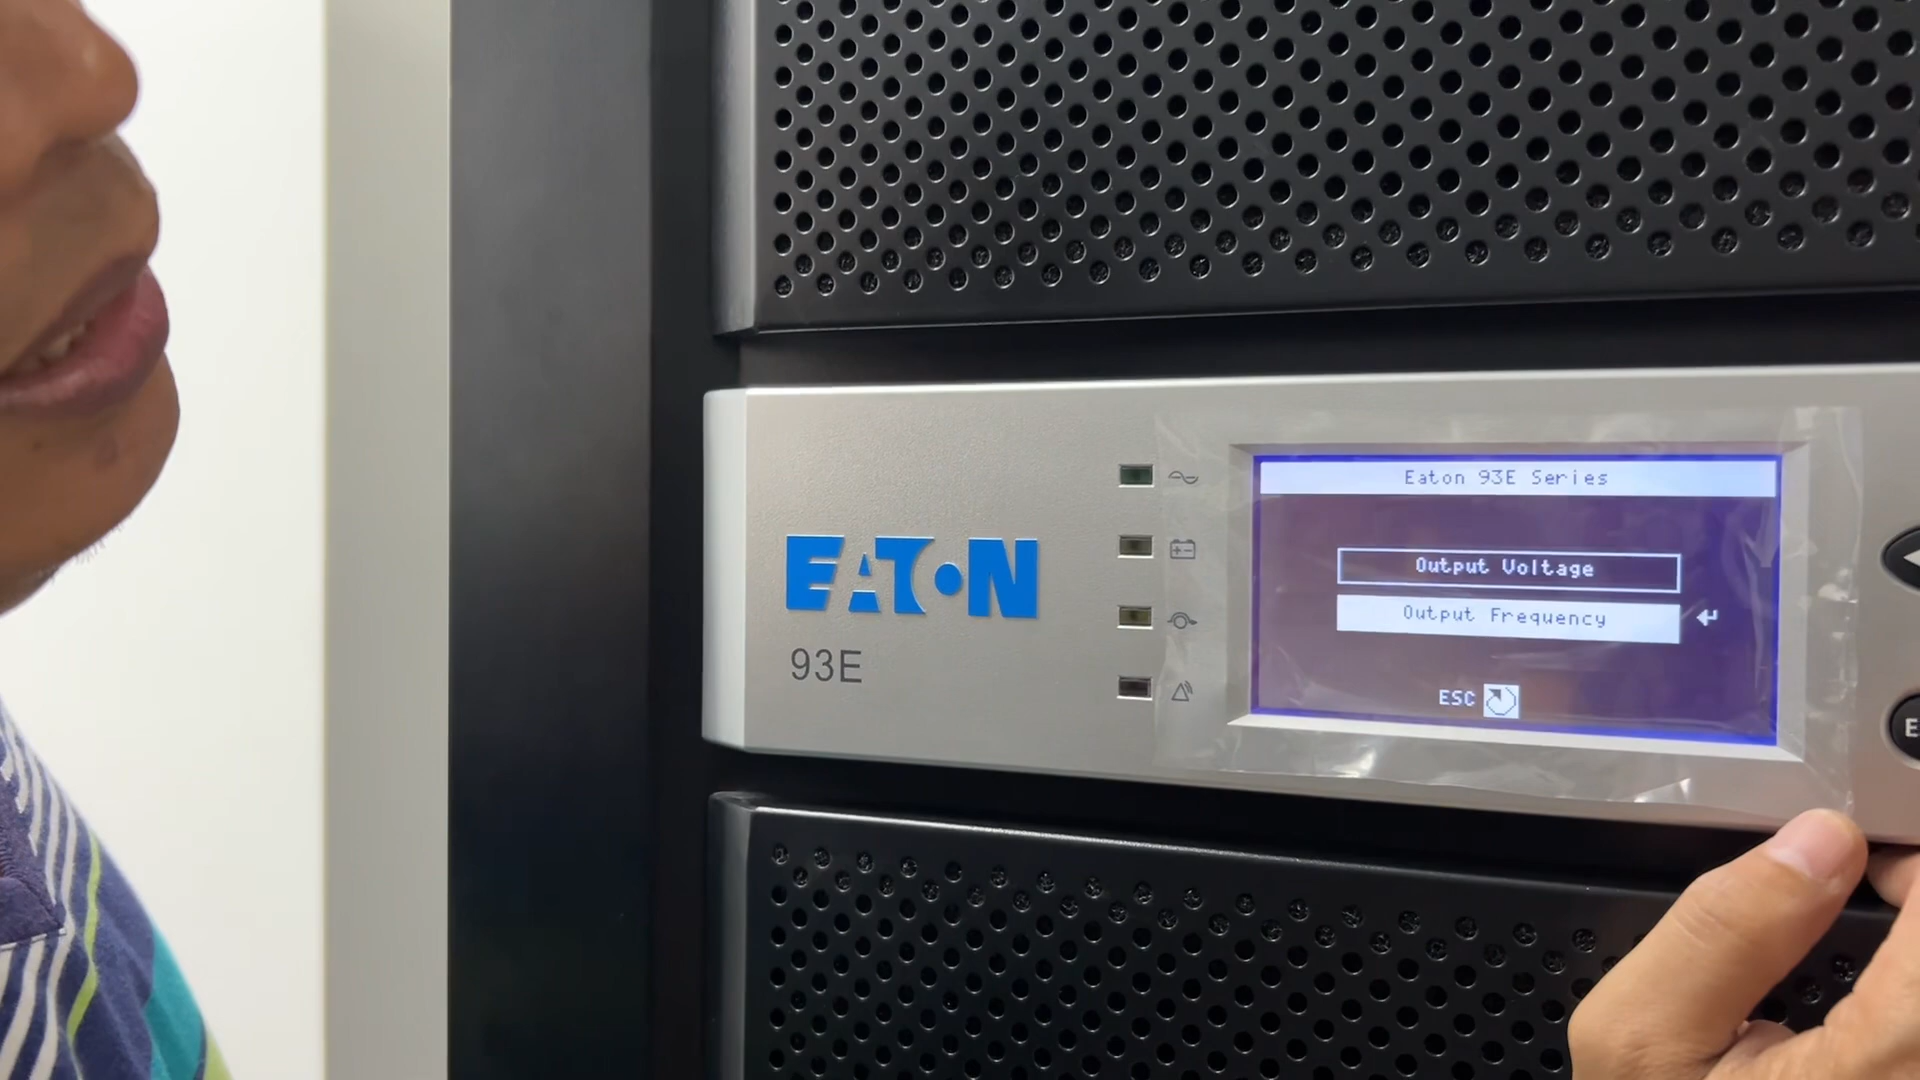 EATON
93E
Eaton 93E Series
Output Voltage
Output Frequency
ESC